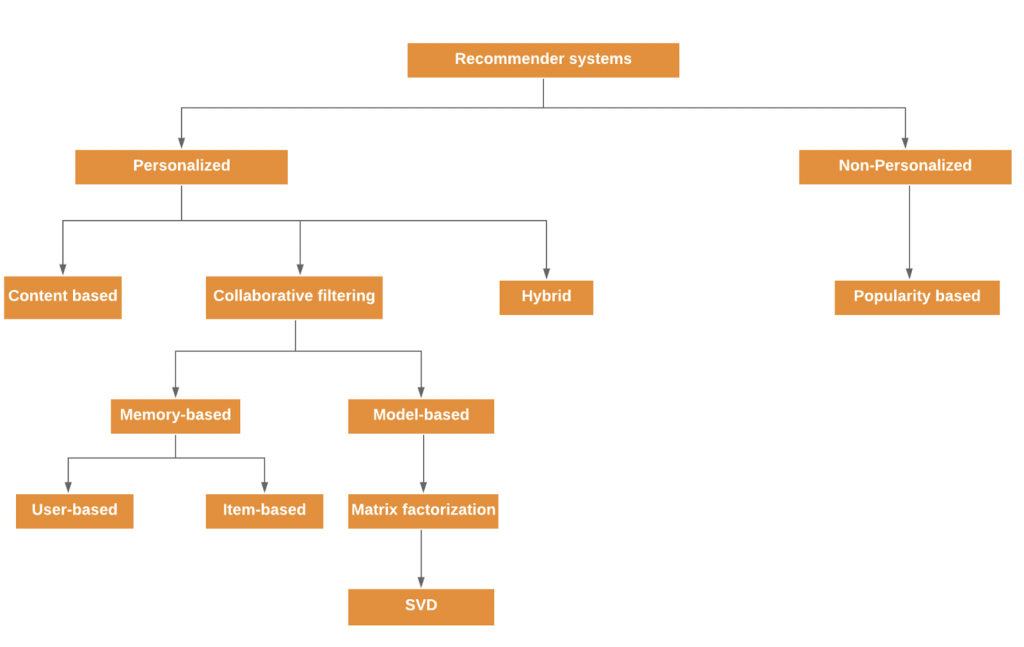 Recommender systems
Personalized
Non-Personalized
Content based
Collaborative filtering
Hybrid
Popularity based
Memory-based
Model-based
User-based
Item-based
Matrix factorization
SVD